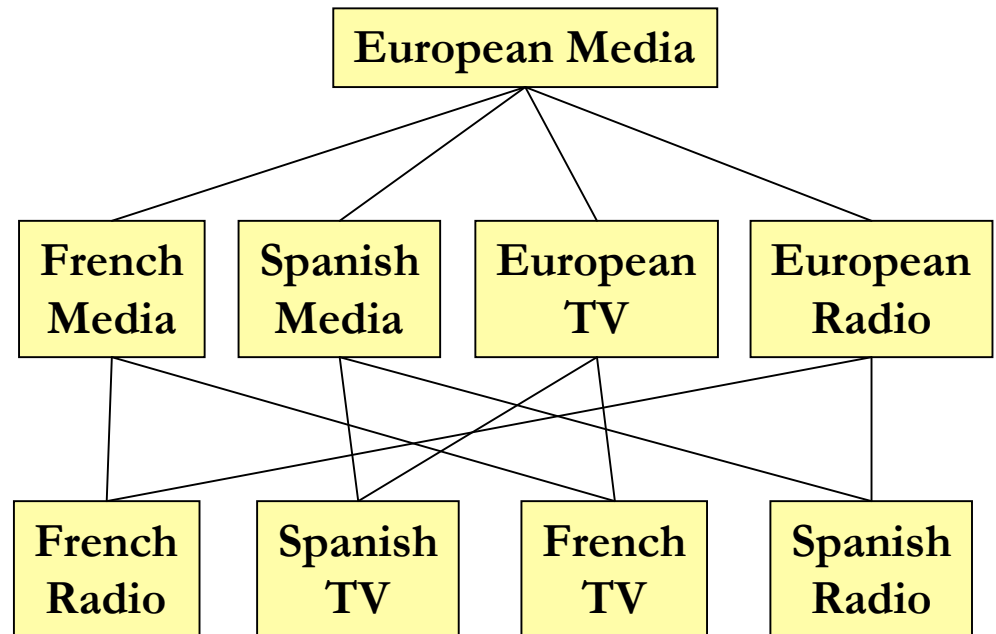 European Media
French
Media
Spanish
Media
European
TV
European
Radio
French
Radio
Spanish
TV
French
TV
Spanish
Radio